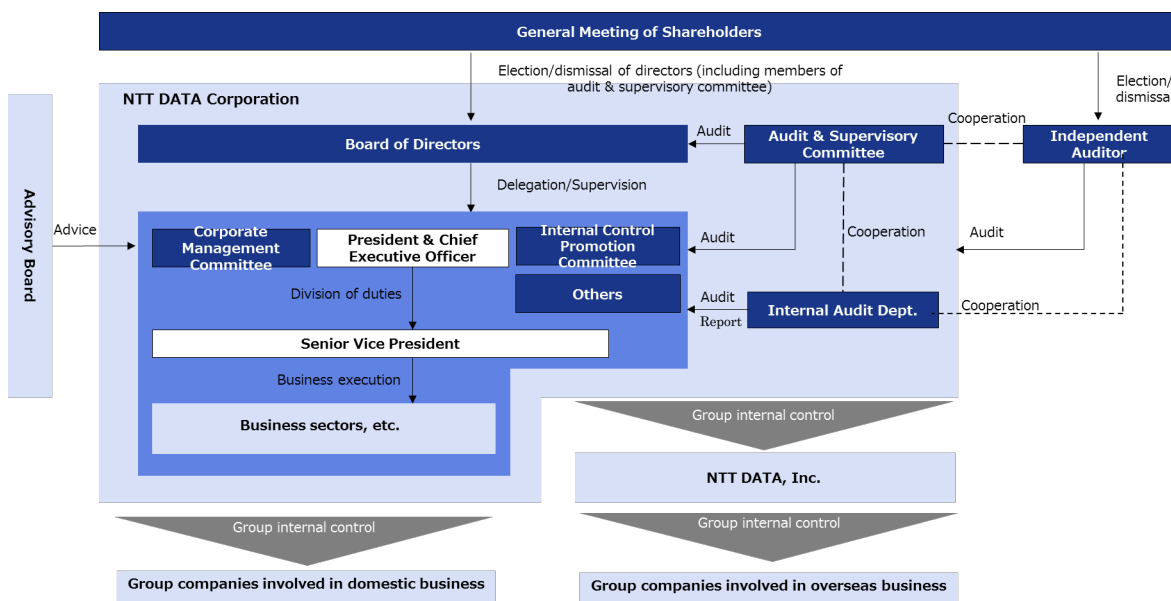 General Meeting of Shareholders
Election/dismissal of directors (including members of
audit & supervisory committee)
Election/
dismissa
NTT DATA Corporation
Board of Directors
Audit
Audit & Supervisory
Committee
Cooperation
Independent
Auditor
Advisory Board
Advice
Delegation/Supervision
Corporate
Management
Committee
President & Chief
Executive Officer
Internal Control
Promotion
Committee
Audit
Cooperation
Audit
Division of duties
Others
Audit
Report
Internal Audit Dept.
Cooperation
Senior Vice President
Business execution
Business sectors, etc.
Group internal control
NTT DATA, Inc.
Group internal control
Group internal control
Group companies involved in domestic business
Group companies involved in overseas business